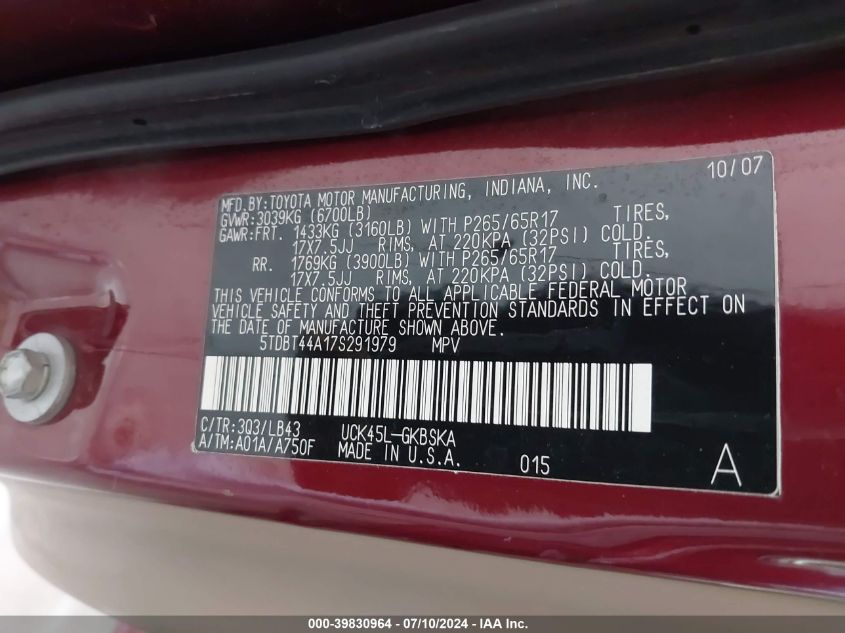 10/07
MFD.BY:TOYOTA MOTOR MANUFACTURING, INDIANA, INC.
GVWR:3039KG (6700LB)
GAWR:FRT. 1433KG (3160LB) WITH P265/65R17 TIRES,
17X7.5JJ RIMS, AT 220KPA (32PSI) COLD.
RR. 1769KG (3900LB) WITH P265/65R17 TIRES,
17X7.5JJ RIMS, AT 220KPA (32PSI) COLD.
THIS VEHICLE CONFORMS TO ALL APPLICABLE FEDERAL MOTOR
VEHICLE SAFETY AND THEFT PREVENTION STANDARDS IN EFFECT ON
THE DATE OF MANUFACTURE SHOWN ABOVE.
5TDBT44A17S291979 MPV
C/TR:3Q3/LB43 UCK45L-GKBSKA
A/TM:A01A/A750F MADE IN U.S.A. 015 A
000-39830964 - 07/10/2024 - IAA Inc.